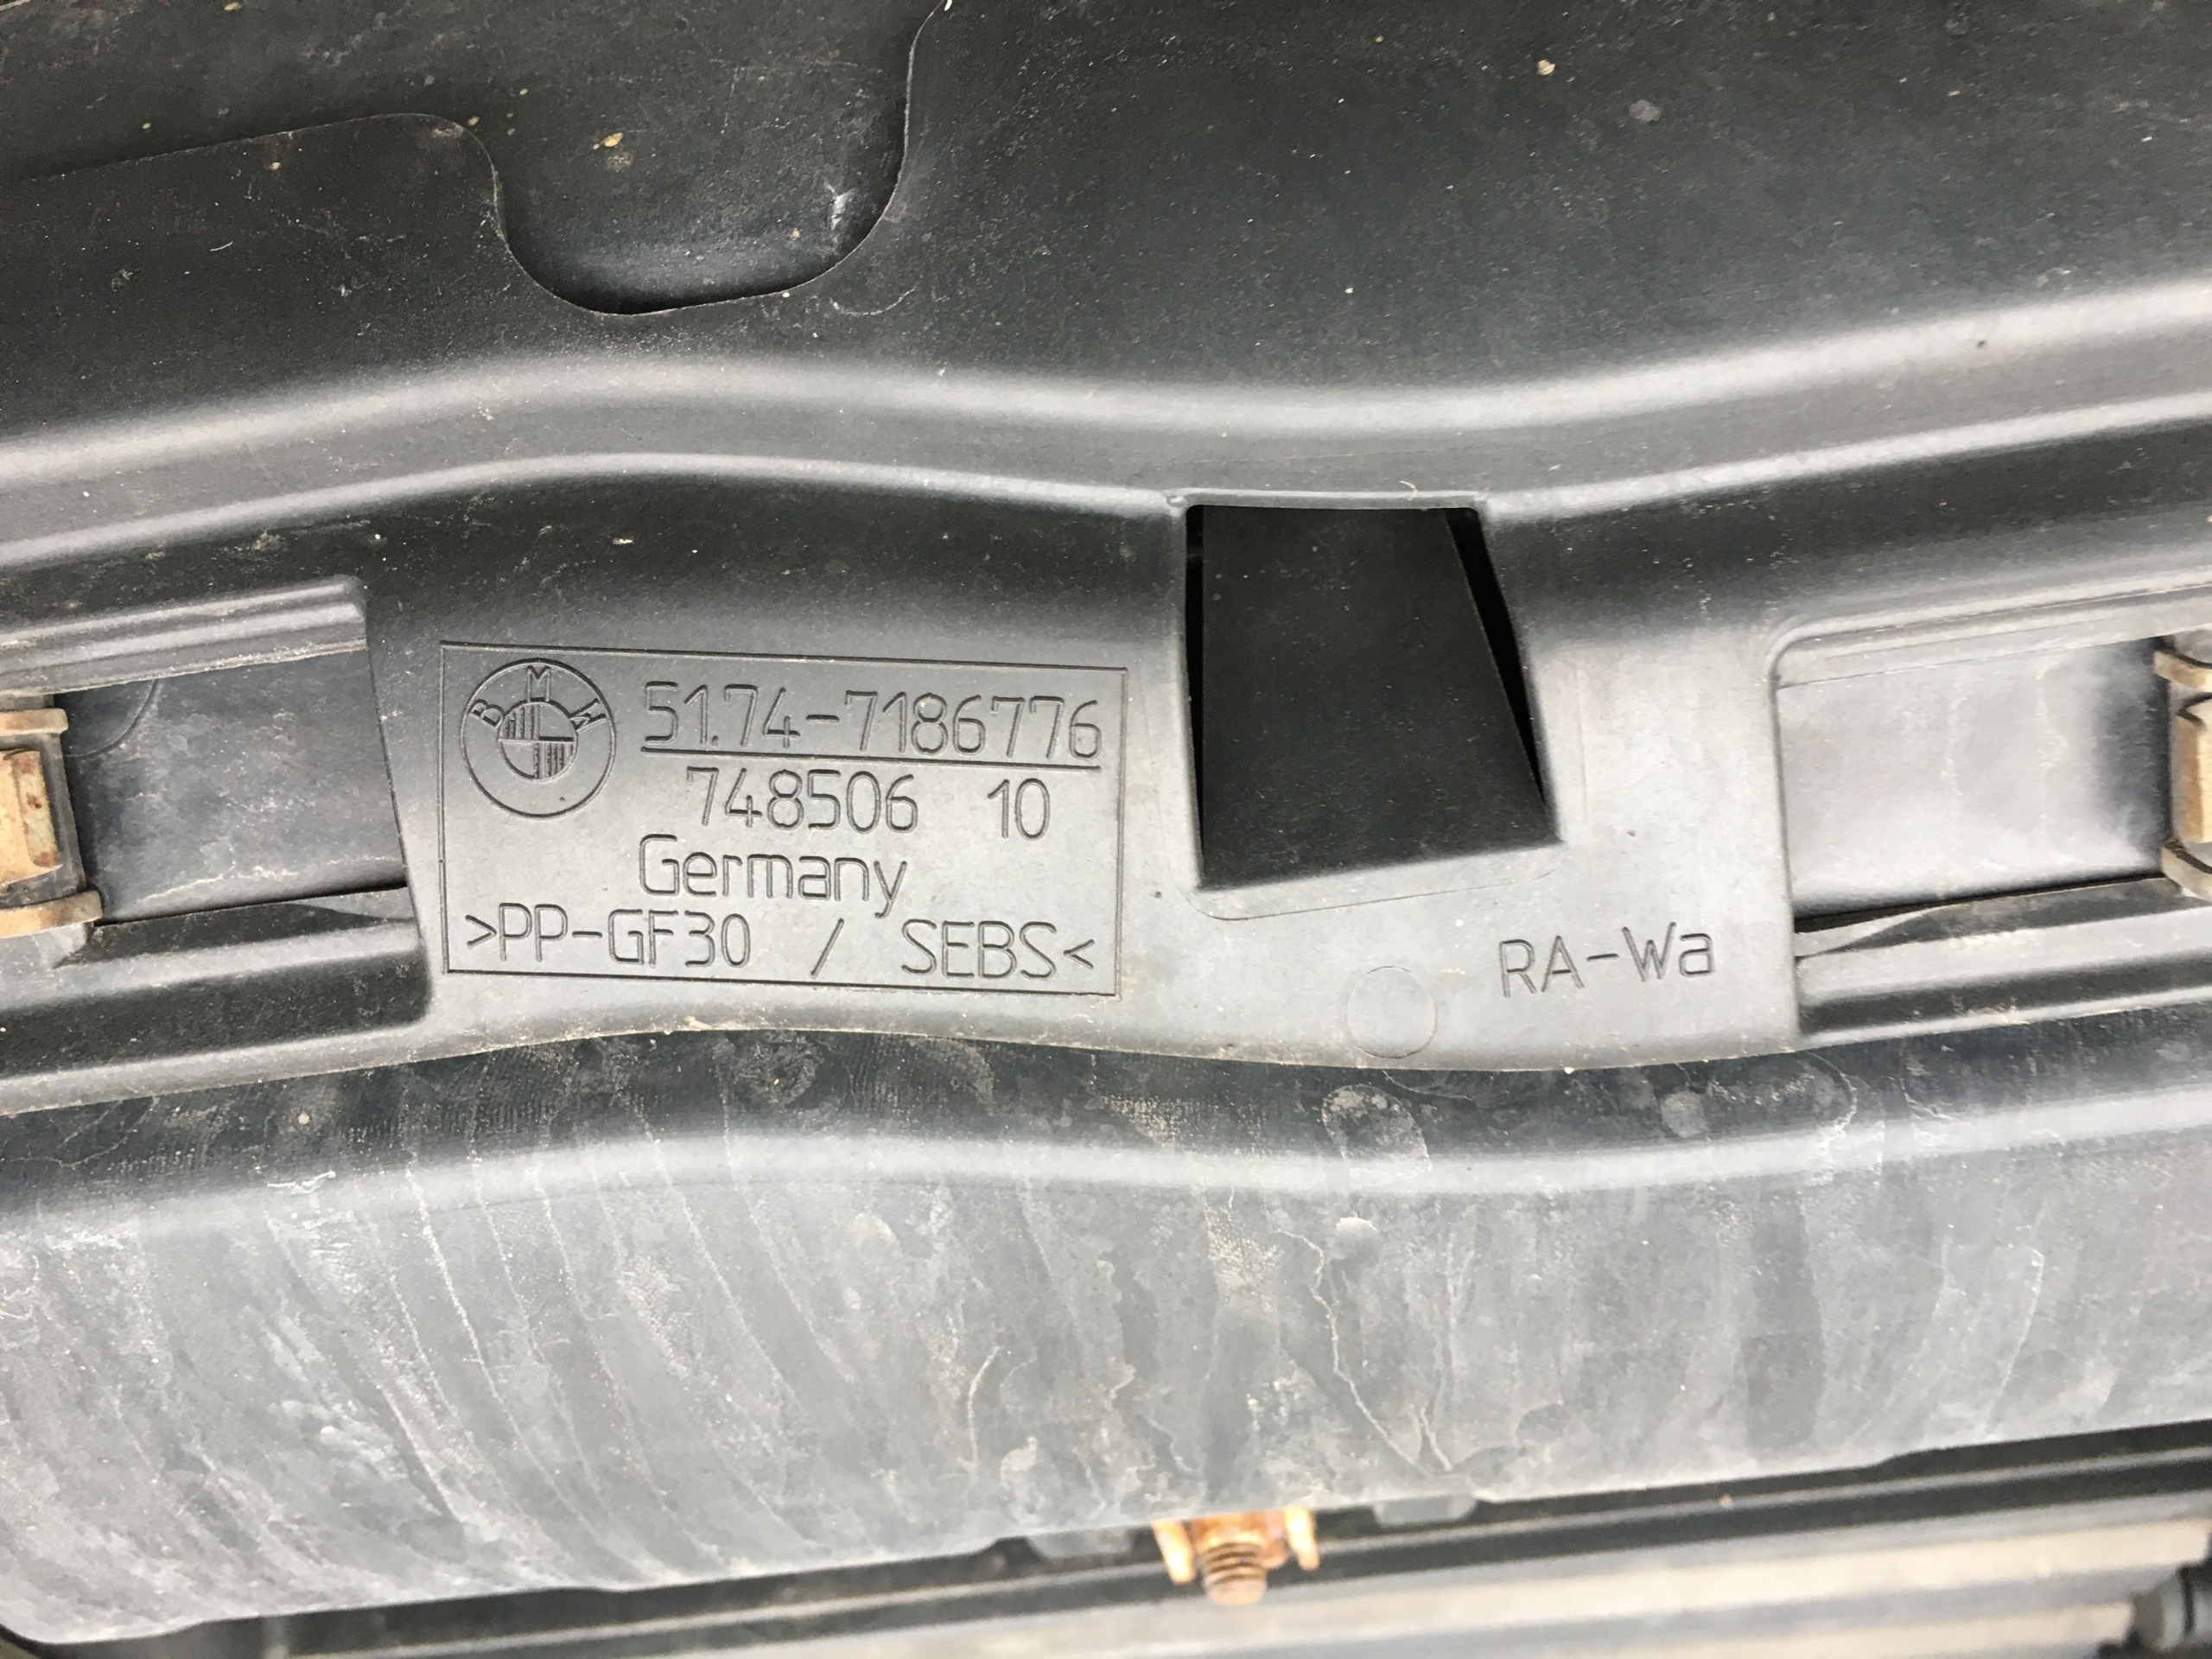 BMW
51.74-7186776
748506 10
Germany
>PP-GF30 / SEBS<
RA-Wa